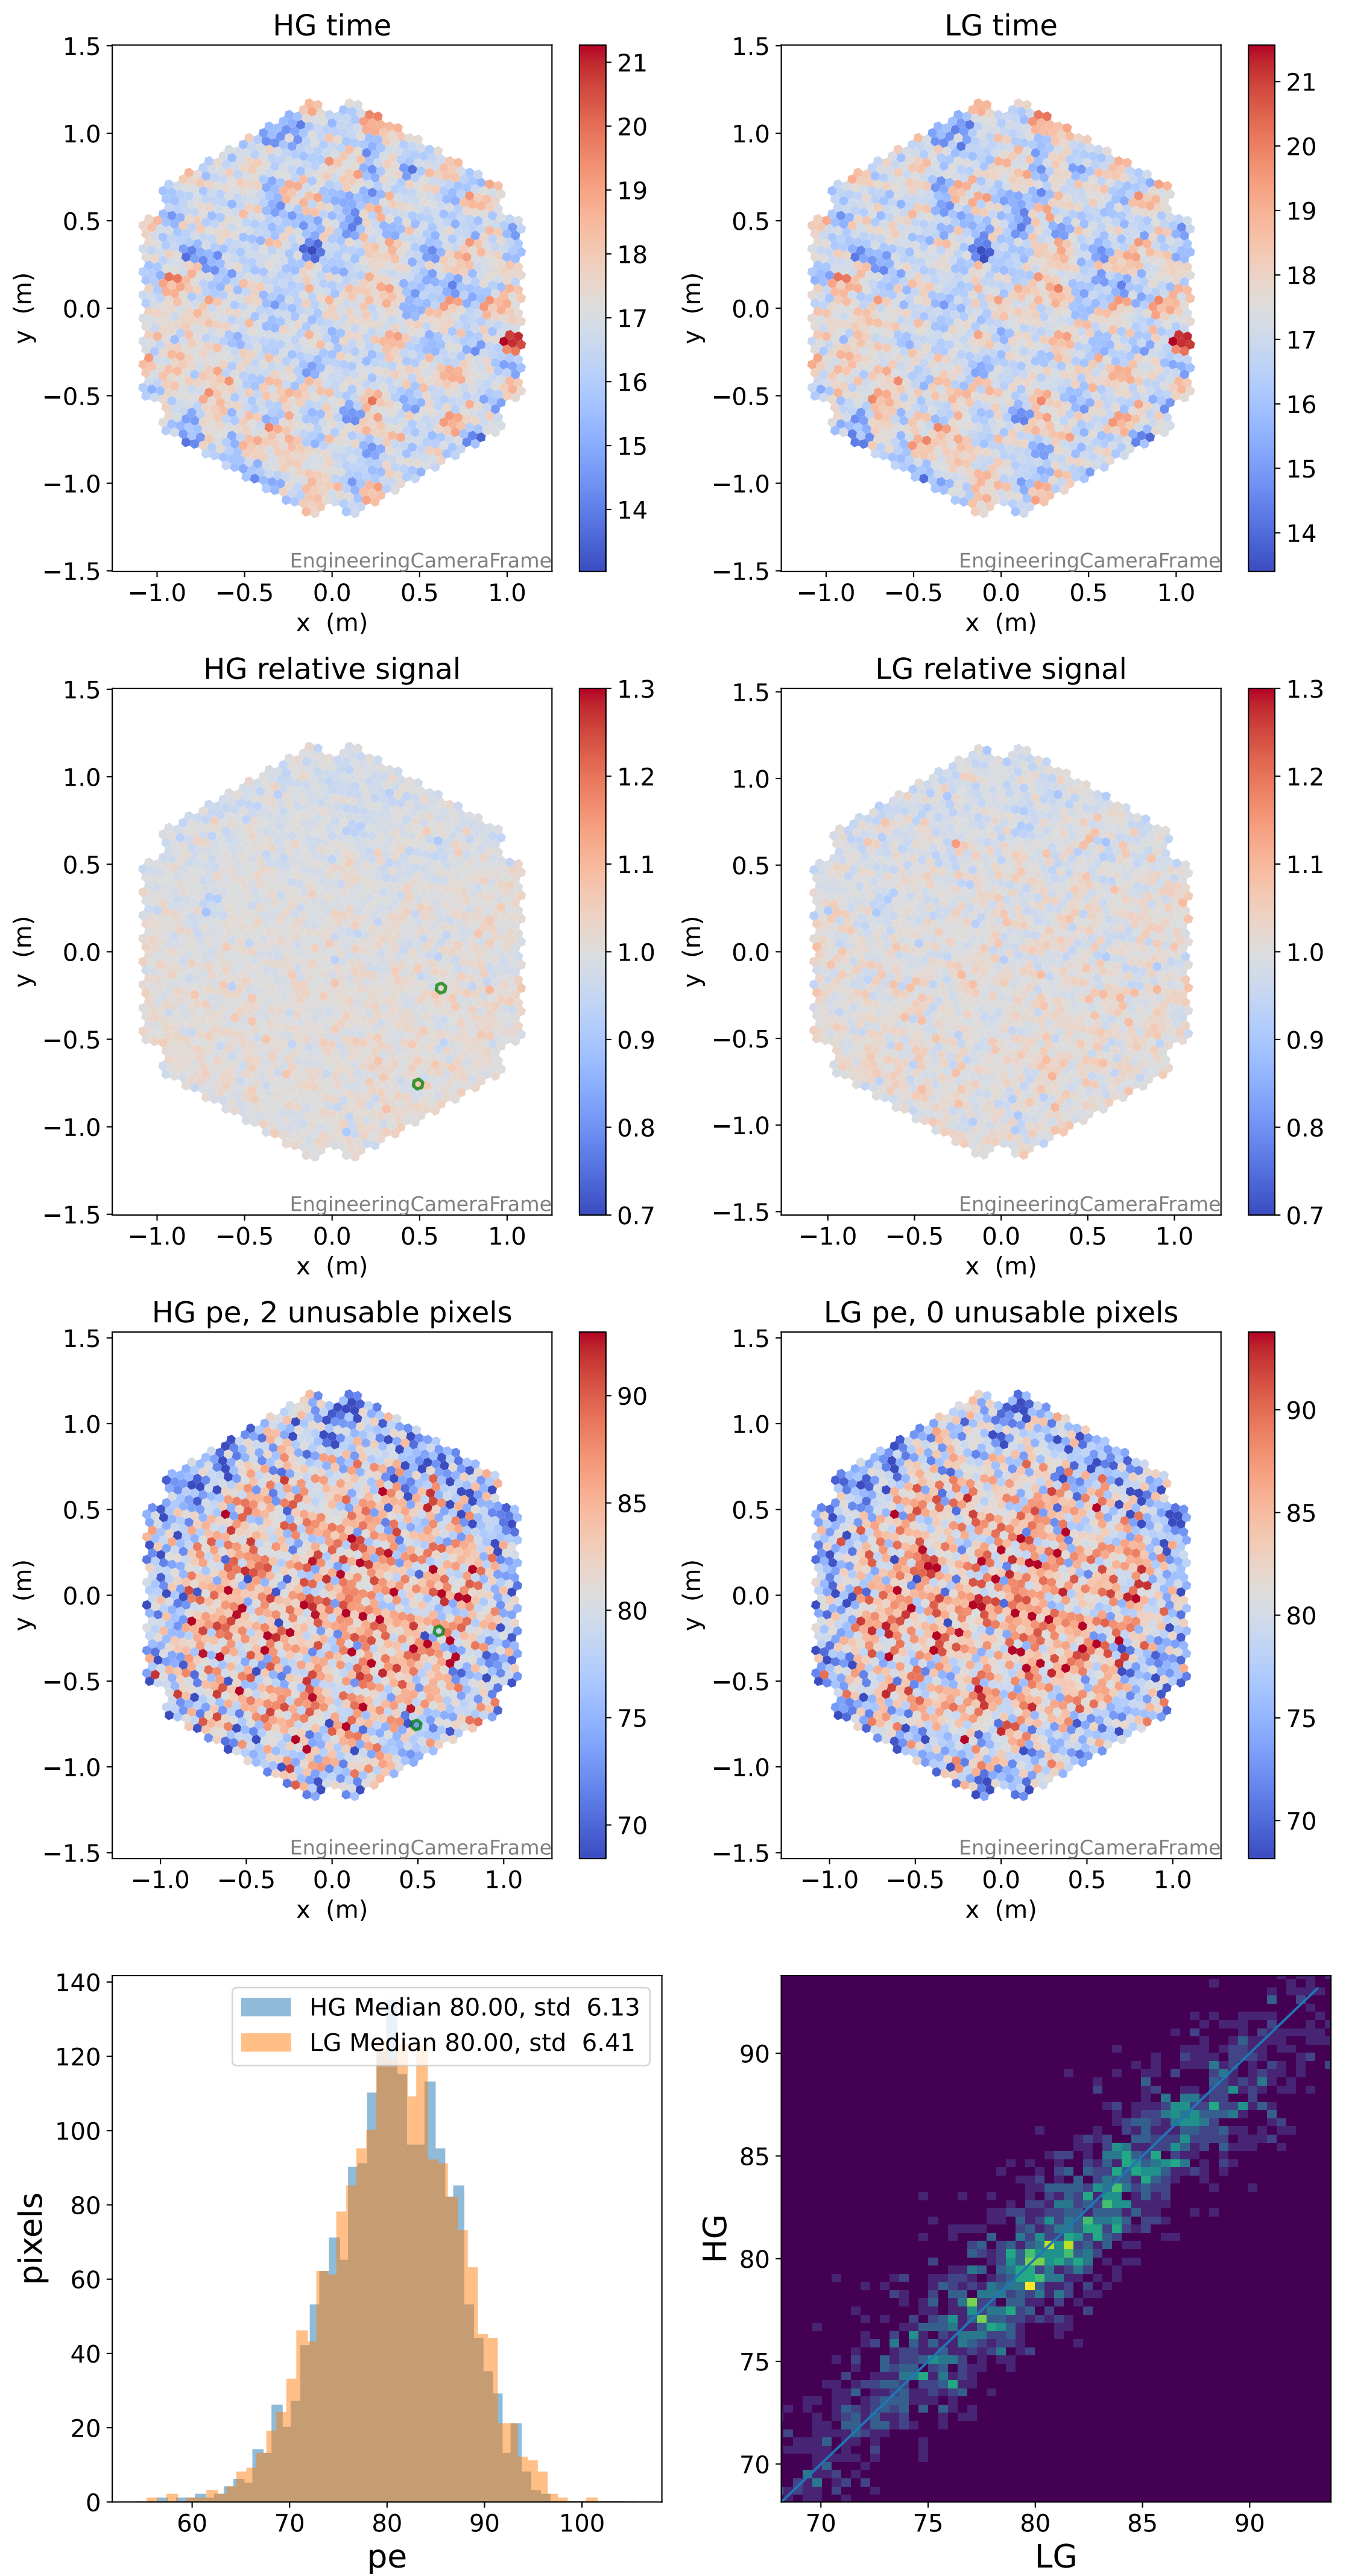 HG time
LG time
1.5
1.0
0.5
0.0
−0.5
−1.0
−1.5
y (m)
EngineeringCameraFrame
−1.0 −0.5 0.0 0.5 1.0
x (m)
21
20
19
18
17
16
15
14
1.5
1.0
0.5
0.0
−0.5
−1.0
−1.5
y (m)
EngineeringCameraFrame
−1.0 −0.5 0.0 0.5 1.0
x (m)
21
20
19
18
17
16
15
14
HG relative signal
LG relative signal
1.5
1.0
0.5
0.0
−0.5
−1.0
−1.5
y (m)
EngineeringCameraFrame
−1.0 −0.5 0.0 0.5 1.0
x (m)
1.3
1.2
1.1
1.0
0.9
0.8
0.7
1.5
1.0
0.5
0.0
−0.5
−1.0
−1.5
y (m)
EngineeringCameraFrame
−1.0 −0.5 0.0 0.5 1.0
x (m)
1.3
1.2
1.1
1.0
0.9
0.8
0.7
HG pe, 2 unusable pixels
LG pe, 0 unusable pixels
1.5
1.0
0.5
0.0
−0.5
−1.0
−1.5
y (m)
EngineeringCameraFrame
−1.0 −0.5 0.0 0.5 1.0
x (m)
90
85
80
75
70
1.5
1.0
0.5
0.0
−0.5
−1.0
−1.5
y (m)
EngineeringCameraFrame
−1.0 −0.5 0.0 0.5 1.0
x (m)
90
85
80
75
70
HG Median 80.00, std 6.13
LG Median 80.00, std 6.41
140
120
100
80
60
40
20
0
pixels
60 70 80 90 100
pe
90
85
80
75
70
HG
70 75 80 85 90
LG